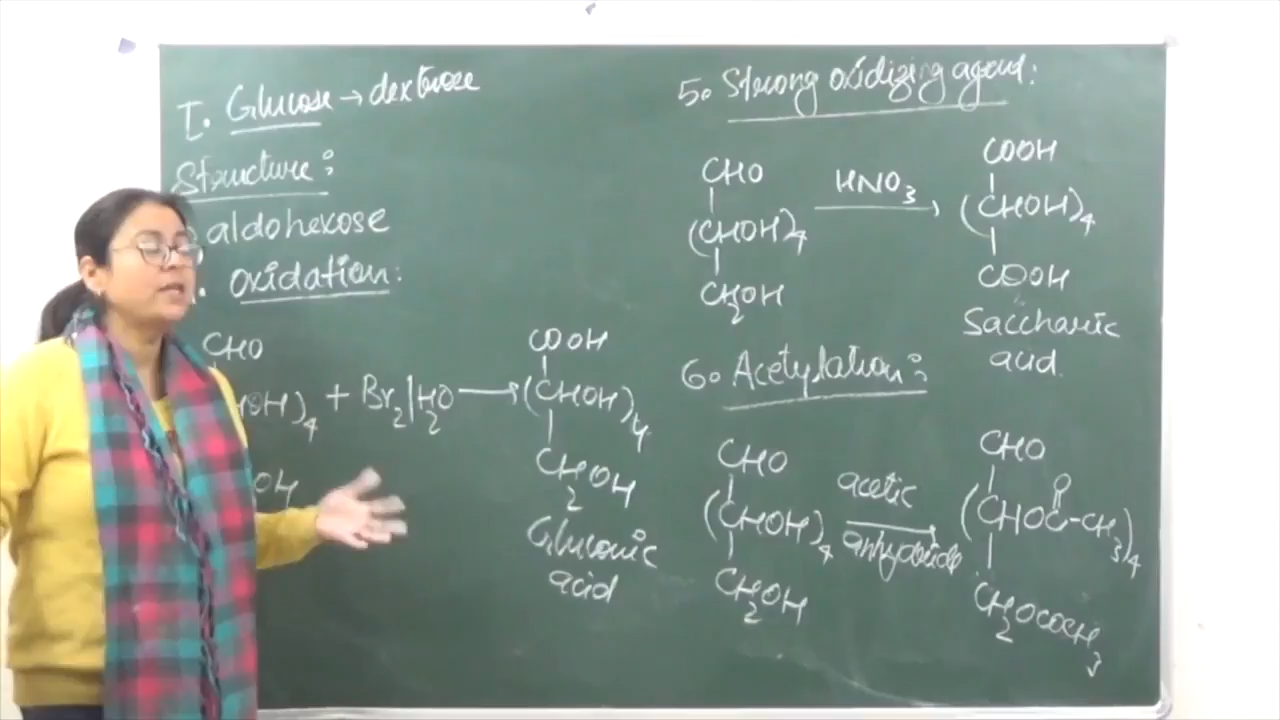 I. Glucose → dextrose
Structure:
aldohexose
. oxidation:
CHO
HOH)4 + Br2/H2O →
OH
COOH
(CHOH)4
CH2OH
Gluconic
acid
5. Strong oxidizing agent:
CHO
(CHOH)4
CH2OH
HNO3 →
COOH
(CHOH)4
COOH
Saccharic
acid
6. Acetylation:
CHO
(CHOH)4
CH2OH
acetic
anhydride
CHO
O
(CHOC-CH3)4
CH2OCOCH3